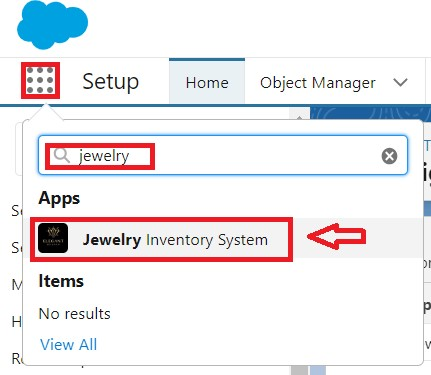 Setup
Home
Object Manager
jewelry
Apps
Jewelry Inventory System
Items
No results
View All